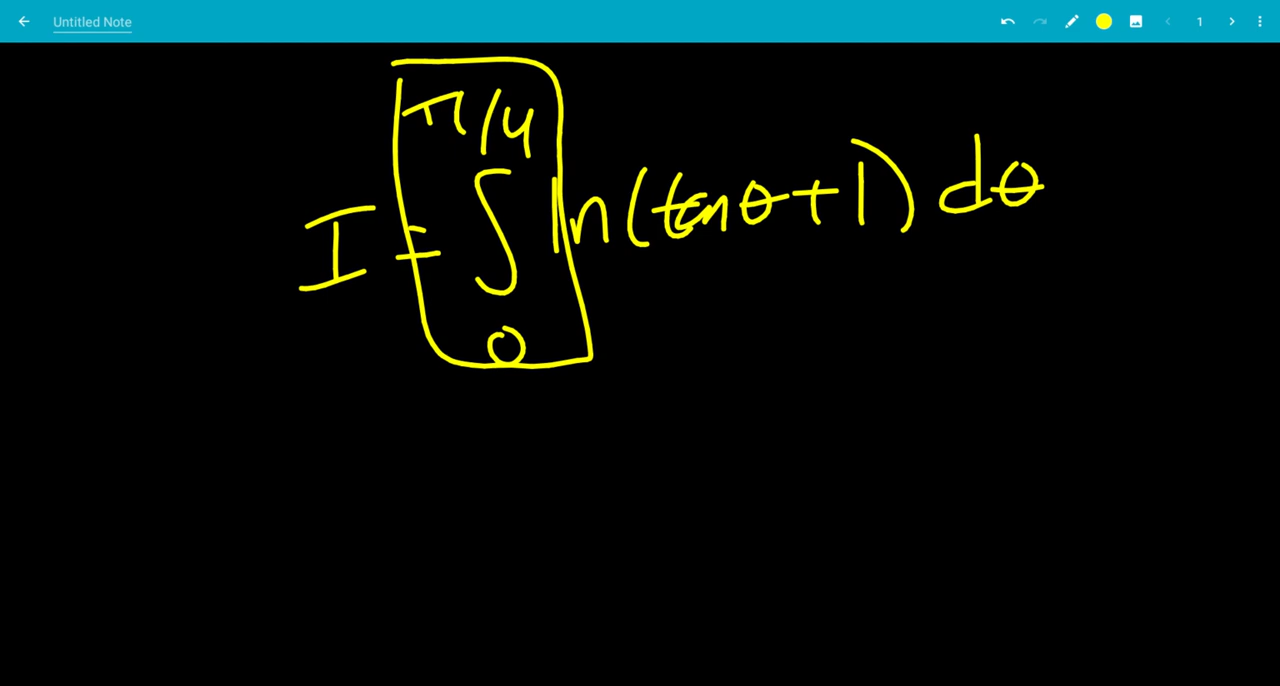 Untitled Note
1
I = ∫₀^{π/4} ln(tanθ+1) dθ